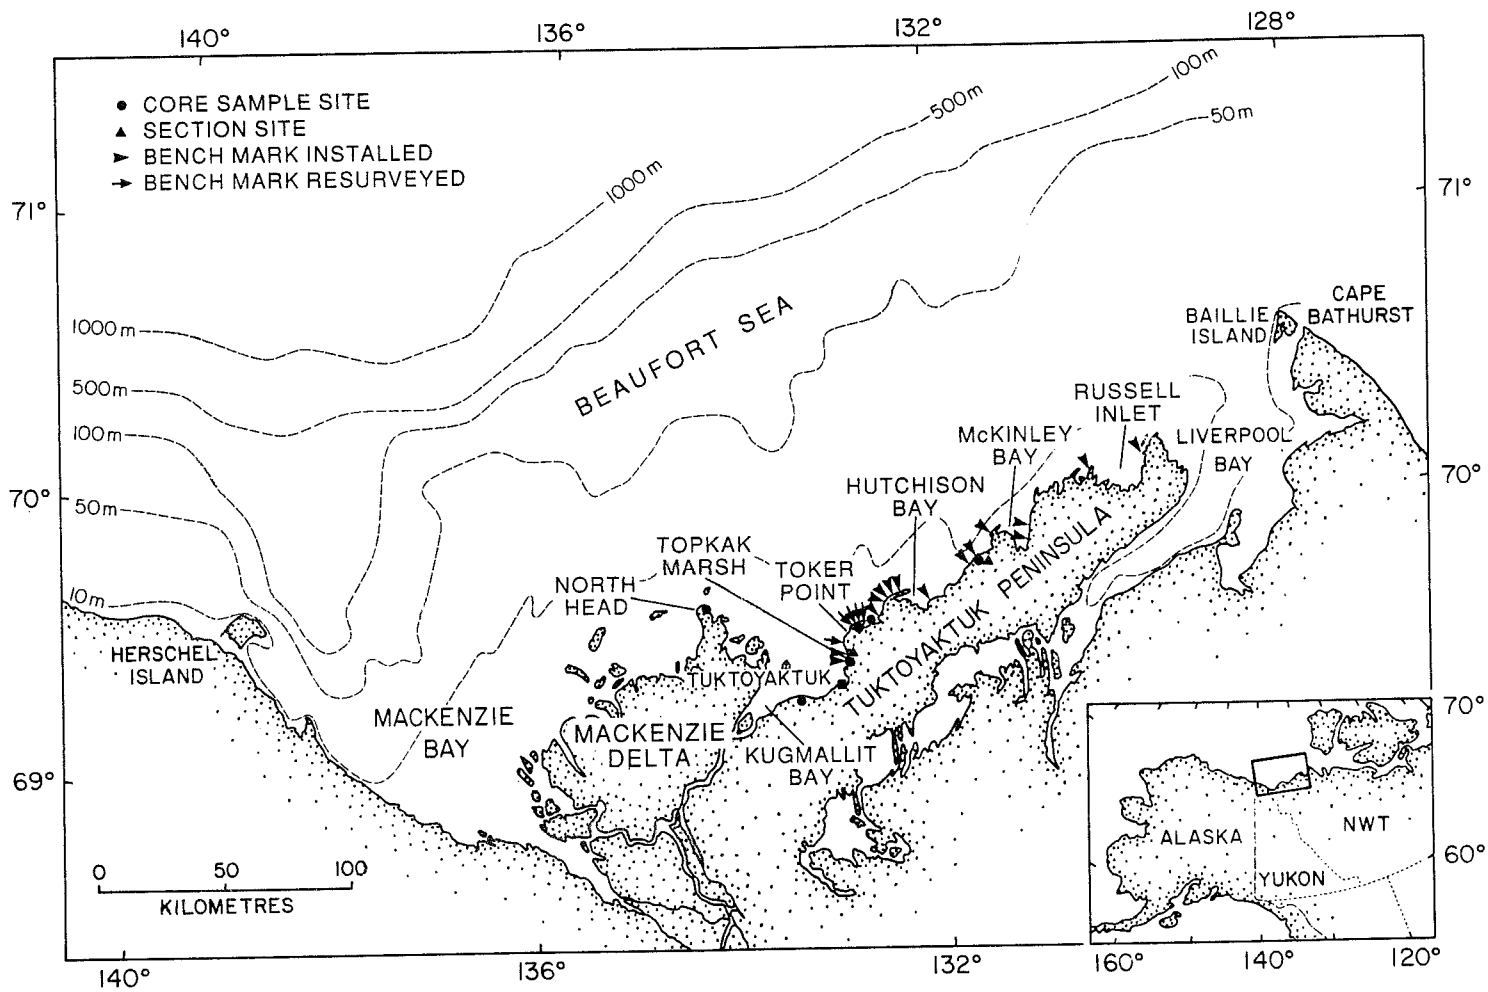 140°
136°
132°
128°
CORE SAMPLE SITE
SECTION SITE
BENCH MARK INSTALLED
BENCH MARK RESURVEYED
100m
500m
50m
1000m
71°
71°
BEAUFORT SEA
CAPE
BATHURST
BAILLIE
ISLAND
1000m
500m
100m
50m
10m
RUSSELL
INLET
McKINLEY
BAY
LIVERPOOL
BAY
HUTCHISON
BAY
70°
70°
TOPKAK
MARSH
TOKER
POINT
NORTH
HEAD
TUKTOYAKTUK PENINSULA
HERSCHEL
ISLAND
TUKTOYAKTUK
MACKENZIE
BAY
MACKENZIE
DELTA
KUGMALLIT
BAY
69°
70°
ALASKA
NWT
YUKON
60°
0 50 100
KILOMETRES
140°
136°
132°
160°
140°
120°